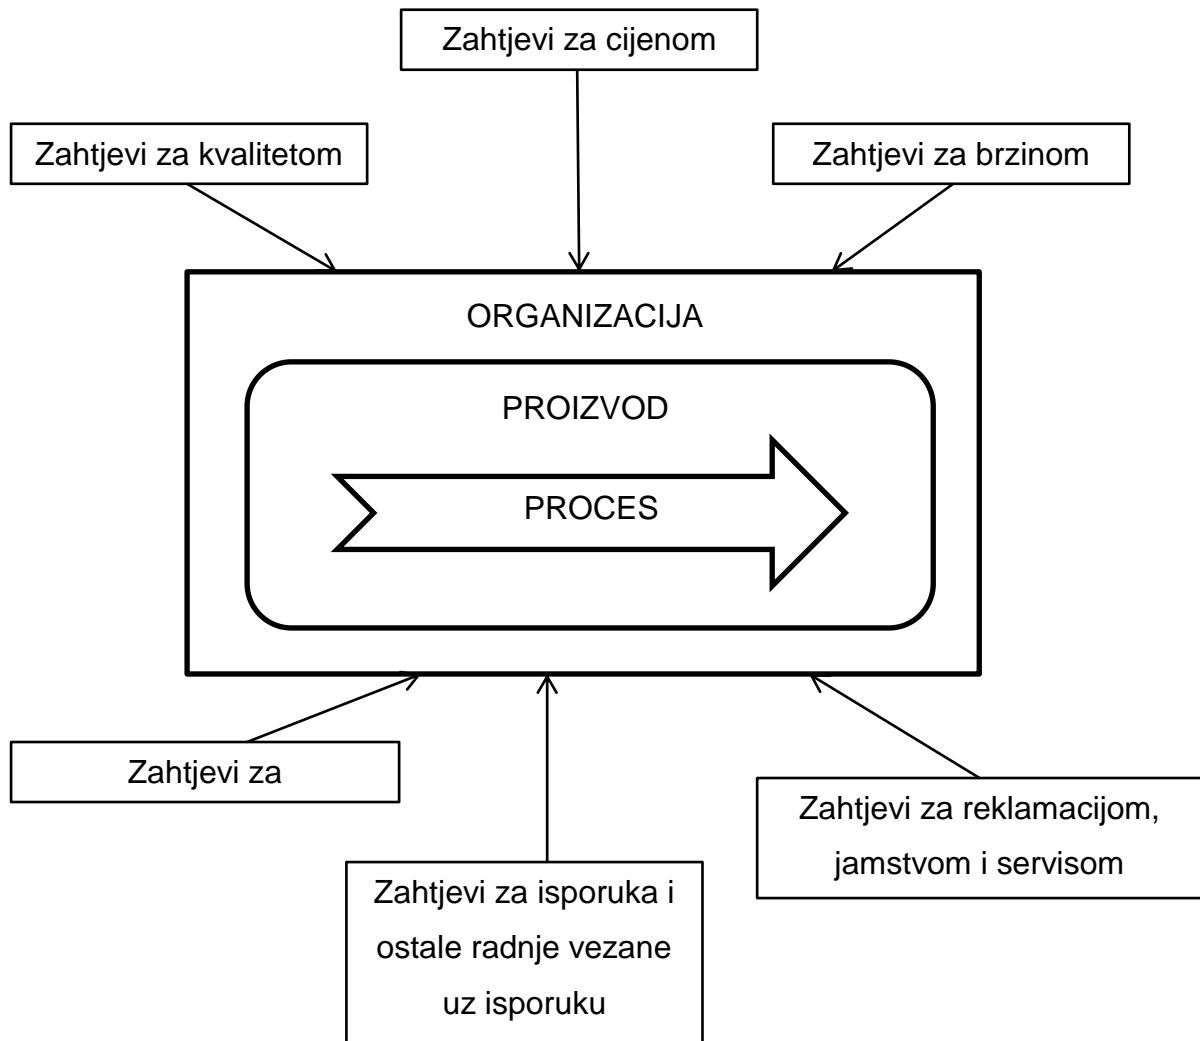 Zahtjevi za cijenom
Zahtjevi za kvalitetom
Zahtjevi za brzinom
ORGANIZACIJA
PROIZVOD
PROCES
Zahtjevi za
Zahtjevi za reklamacijom,
jamstvom i servisom
Zahtjevi za isporuka i
ostale radnje vezane
uz isporuku